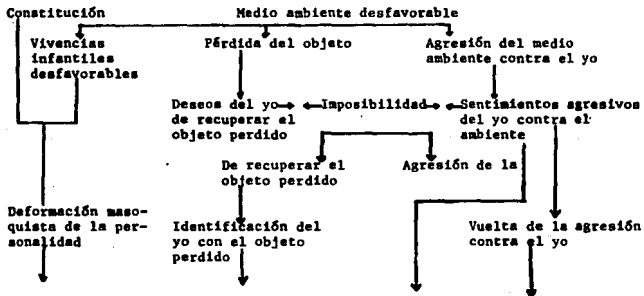 Constitución
Medio ambiente desfavorable
Vivencias
infantiles
desfavorables
Pérdida del objeto
Agresión del medio
ambiente contra el yo
Deseos del yo
de recuperar el
objeto perdido
Imposibilidad
Sentimientos agresivos
del yo contra el
ambiente
De recuperar el
objeto perdido
Agresión de la
Deformación maso-
quista de la per-
sonalidad
Identificación del
yo con el objeto
perdido
Vuelta de la agresión
contra el yo